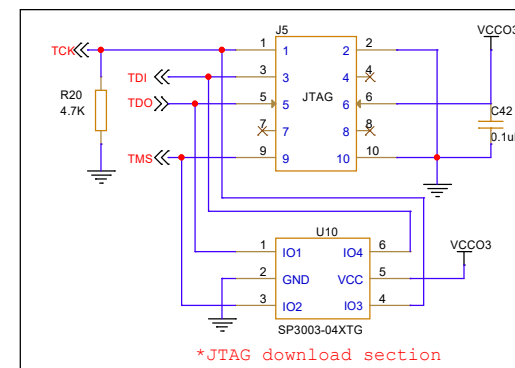 J5
VCCO3
TCK
1 1 2 2
TDI
3 3 4 4
R20
4.7K
JTAG
TDO
5 5 6 6
C42
0.1u
7 7 8 8
TMS
9 9 10 10
U10
1 IO1 IO4 6
VCCO3
2 GND VCC 5
3 IO2 IO3 4
SP3003-04XTG
*JTAG download section